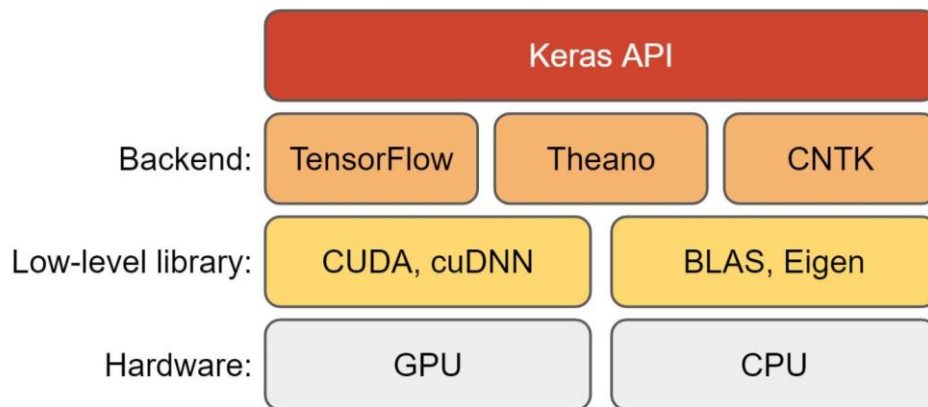 Keras API
Backend: TensorFlow Theano CNTK
Low-level library: CUDA, cuDNN BLAS, Eigen
Hardware: GPU CPU